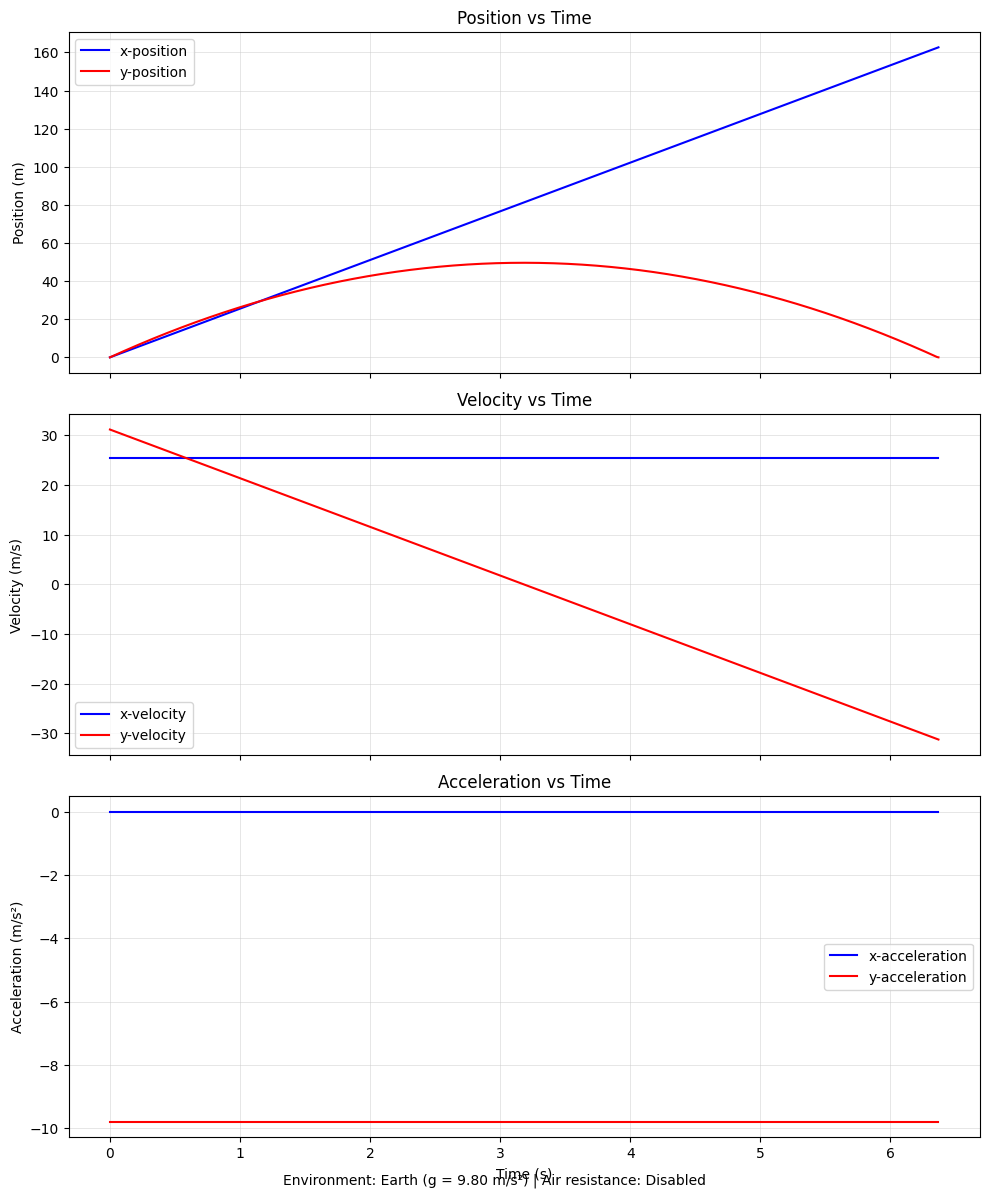 Position vs Time
160
140
120
100
80
60
40
20
0
Position (m)
x-position
y-position
Velocity vs Time
30
20
10
0
−10
−20
−30
Velocity (m/s)
x-velocity
y-velocity
Acceleration vs Time
0
−2
−4
−6
−8
−10
Acceleration (m/s²)
x-acceleration
y-acceleration
0 1 2 3 4 5 6
Time (s)
Environment: Earth (g = 9.80 m/s²) | Air resistance: Disabled